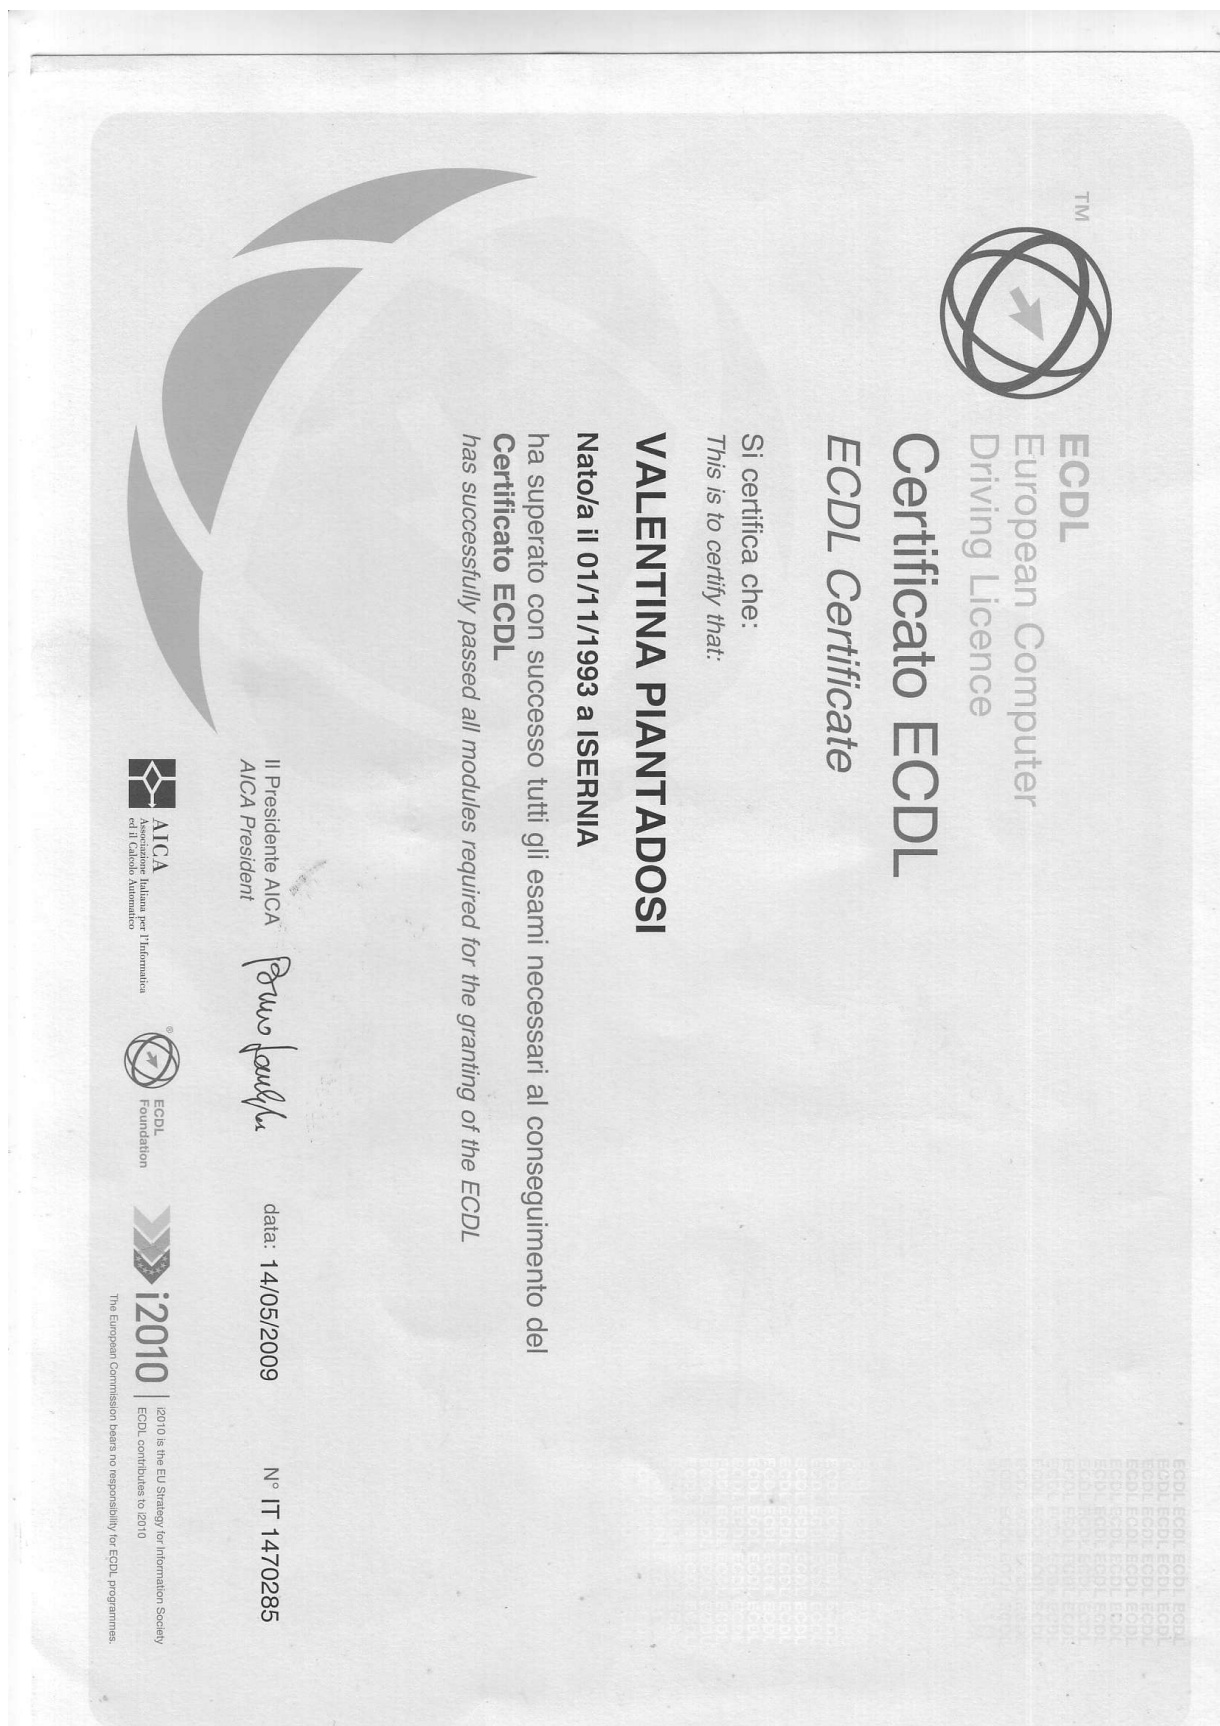 TM
ECDL
European Computer
Driving Licence
Certificato ECDL
ECDL Certificate
Si certifica che:
This is to certify that:
VALENTINA PIANTADOSI
Nato/a il 01/11/1993 a ISERNIA
ha superato con successo tutti gli esami necessari al conseguimento del
Certificato ECDL
has successfully passed all modules required for the granting of the ECDL
Il Presidente AICA
AICA President
data: 14/05/2009
N° IT 1470285
AICA
Associazione Italiana per l'Informatica
ed il Calcolo Automatico
®
ECDL
Foundation
i2010
i2010 is the EU Strategy for Information Society
ECDL contributes to i2010
The European Commission bears no responsibility for ECDL programmes.